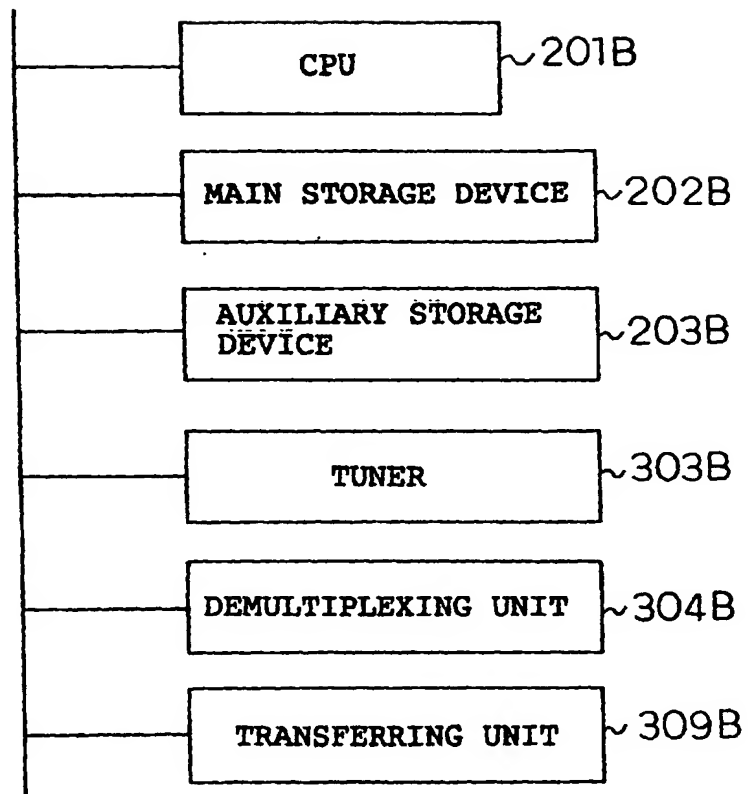 CPU 201B
MAIN STORAGE DEVICE 202B
AUXILIARY STORAGE
DEVICE 203B
TUNER 303B
DEMULTIPLEXING UNIT 304B
TRANSFERRING UNIT 309B